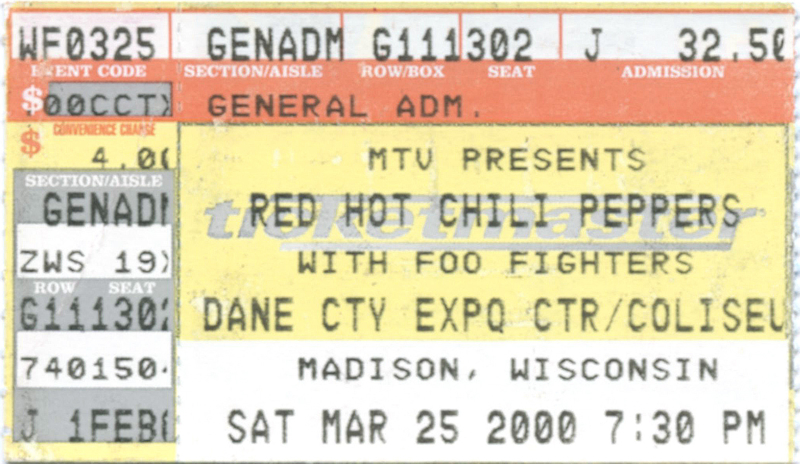 WF0325 GENADM G111302 J 32.50
EVENT CODE SECTION/AISLE ROW/BOX SEAT ADMISSION
$ 00CCTX GENERAL ADM.
$ CONVENIENCE CHARGE
4.00
MTV PRESENTS
SECTION/AISLE
GENADM
ticketmaster
RED HOT CHILI PEPPERS
ZWS 19X
WITH FOO FIGHTERS
ROW SEAT
G111302
DANE CTY EXPO CTR/COLISEU
740150
MADISON, WISCONSIN
J 1FEB0
SAT MAR 25 2000 7:30 PM